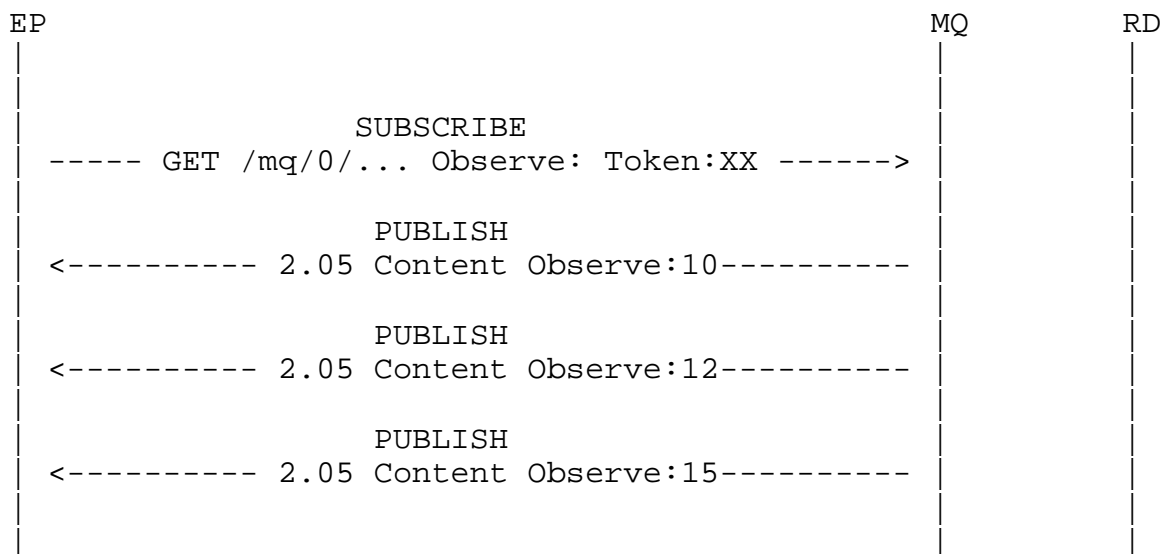 EP MQ RD
SUBSCRIBE
----- GET /mq/0/... Observe: Token:XX ------>
PUBLISH
<---------- 2.05 Content Observe:10----------
PUBLISH
<---------- 2.05 Content Observe:12----------
PUBLISH
<---------- 2.05 Content Observe:15----------